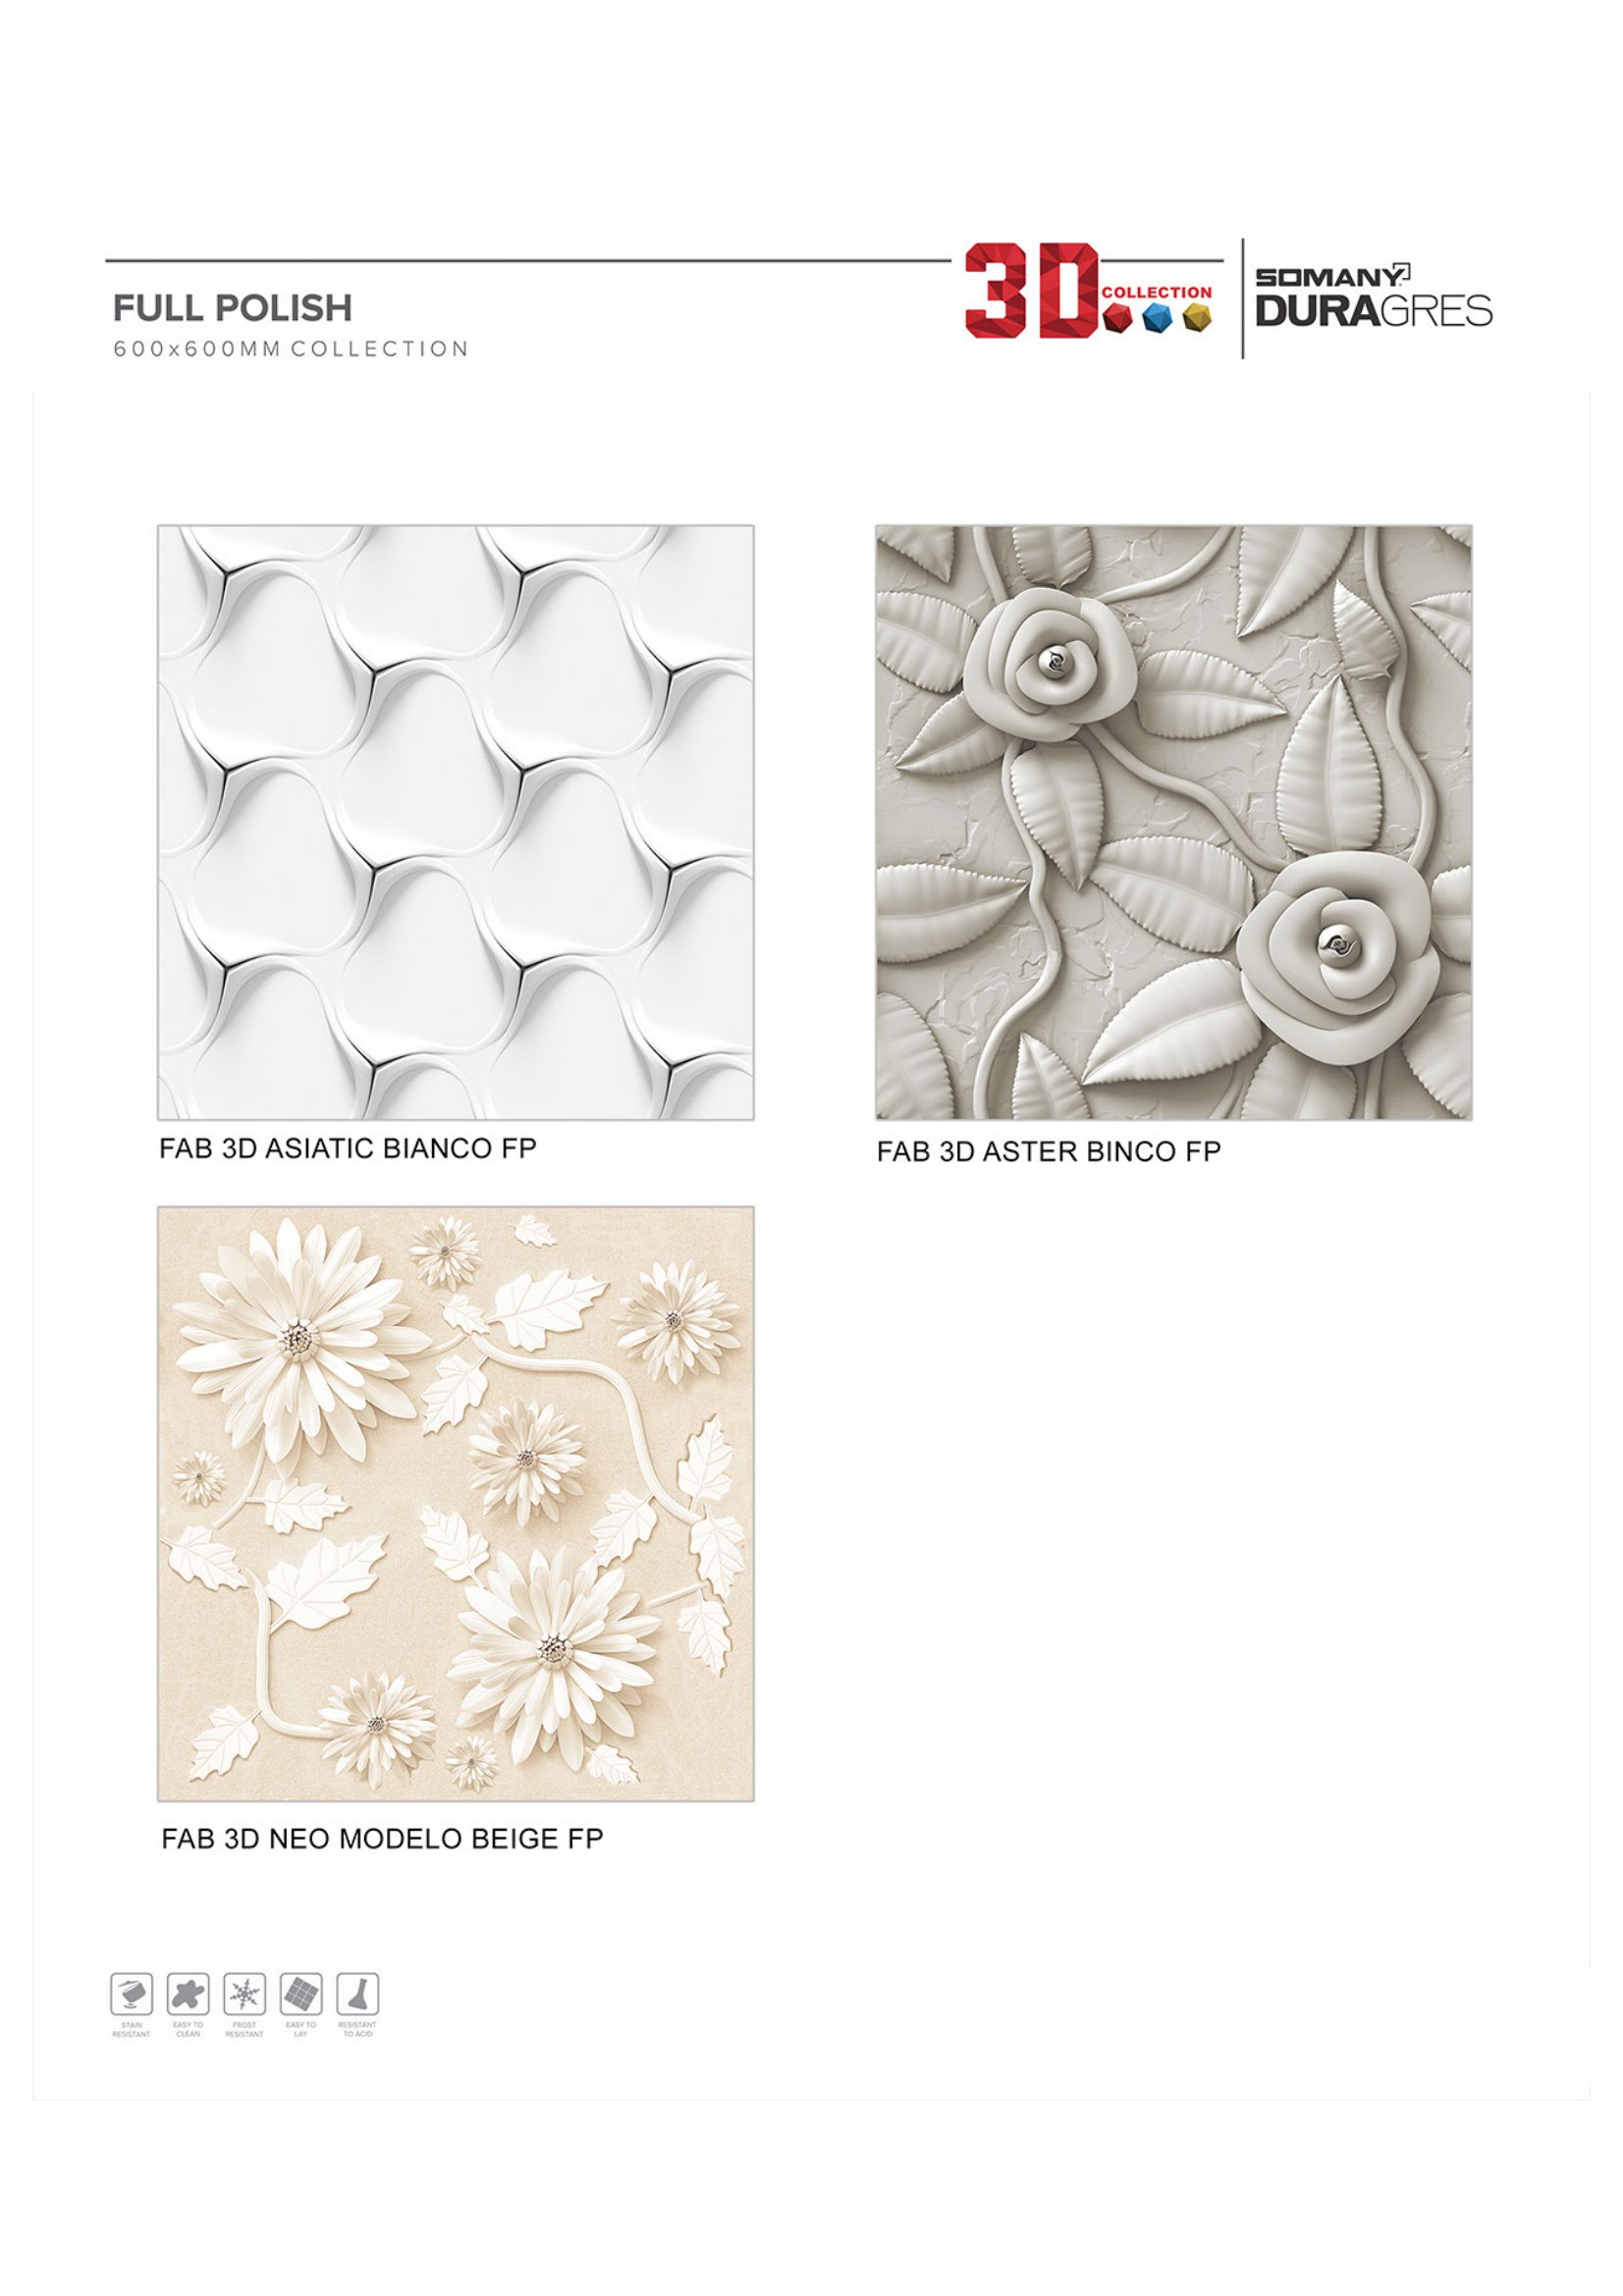 FULL POLISH
600x600MM COLLECTION
3D COLLECTION
SOMANY
DURAGRES
FAB 3D ASIATIC BIANCO FP
FAB 3D ASTER BINCO FP
FAB 3D NEO MODELO BEIGE FP
STAIN
RESISTANT
EASY TO
CLEAN
FROST
RESISTANT
EASY TO
LAY
RESISTANT
TO ACID